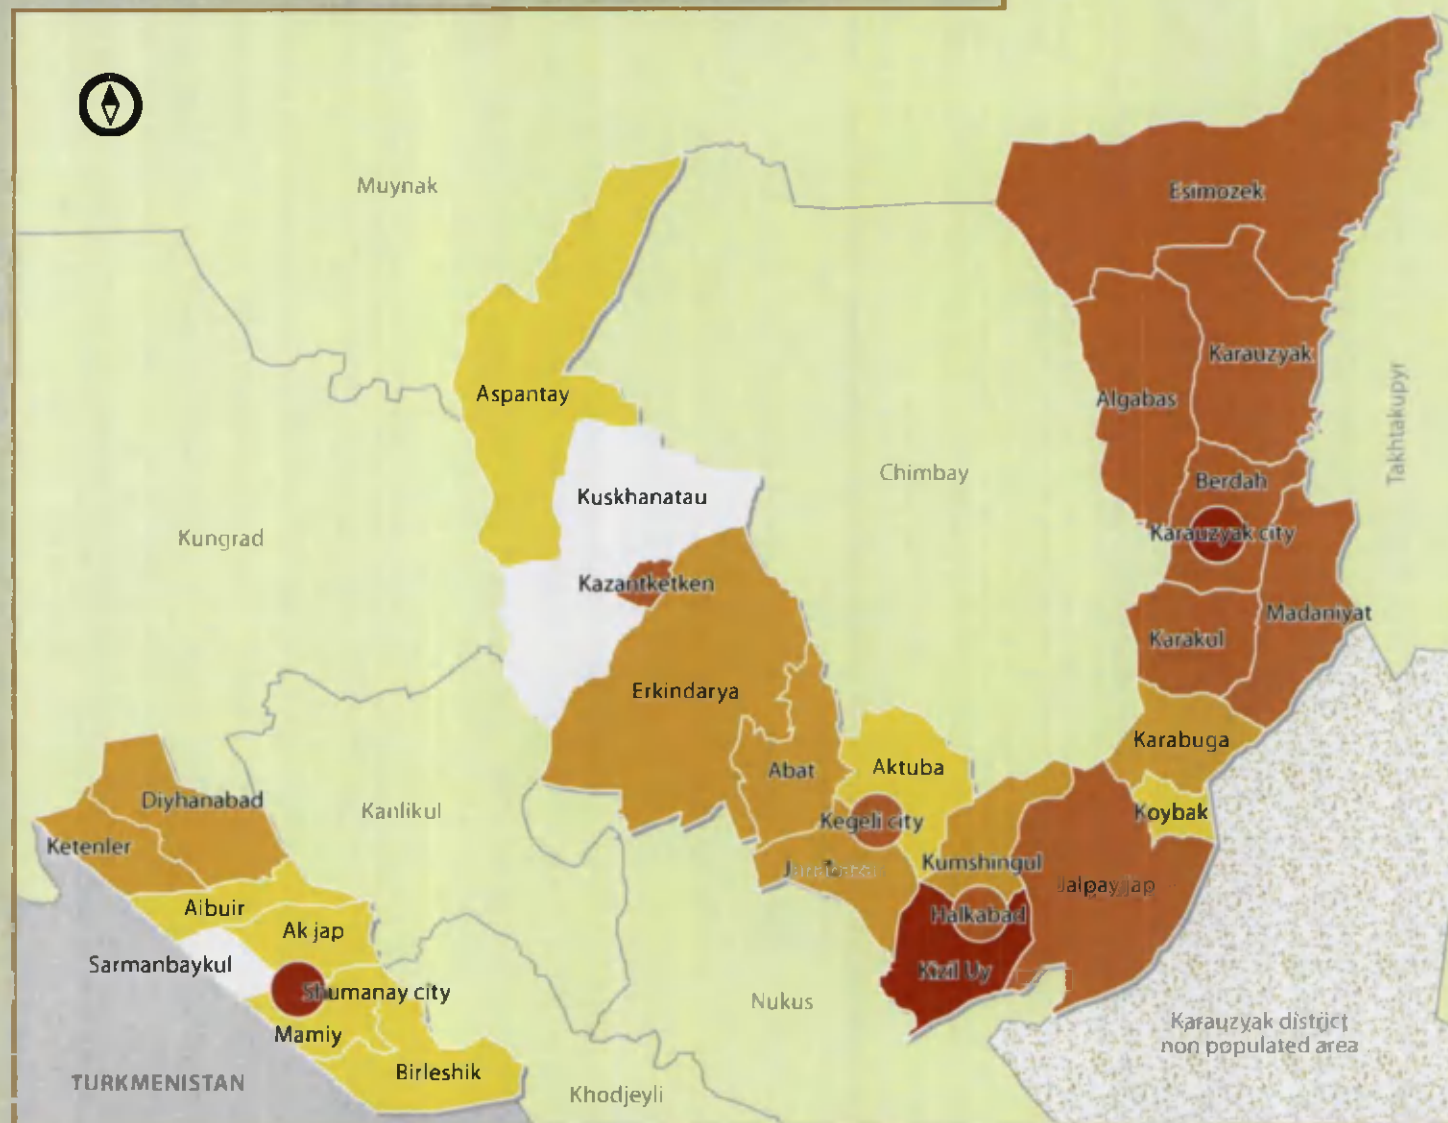 Muynak
Esimozek
Karauzyak
Algabas
Takhtakupyr
Aspantay
Chimbay
Berdah
Kuskhanatau
Kungrad
Karauzyak city
Kazantketken
Madaniyat
Karakul
Erkindarya
Karabuga
Abat
Aktuba
Diyhanabad
Kanlikul
Koybak
Kegeli city
Ketenler
Kumshingul
Jalpay jap
Aibuir
Halkabad
Ak jap
Sarmanbaykul
Kizil Uy
Shumanay city
Nukus
Mamiy
Karauzyak district
non populated area
Birleshik
TURKMENISTAN
Khodjeyli